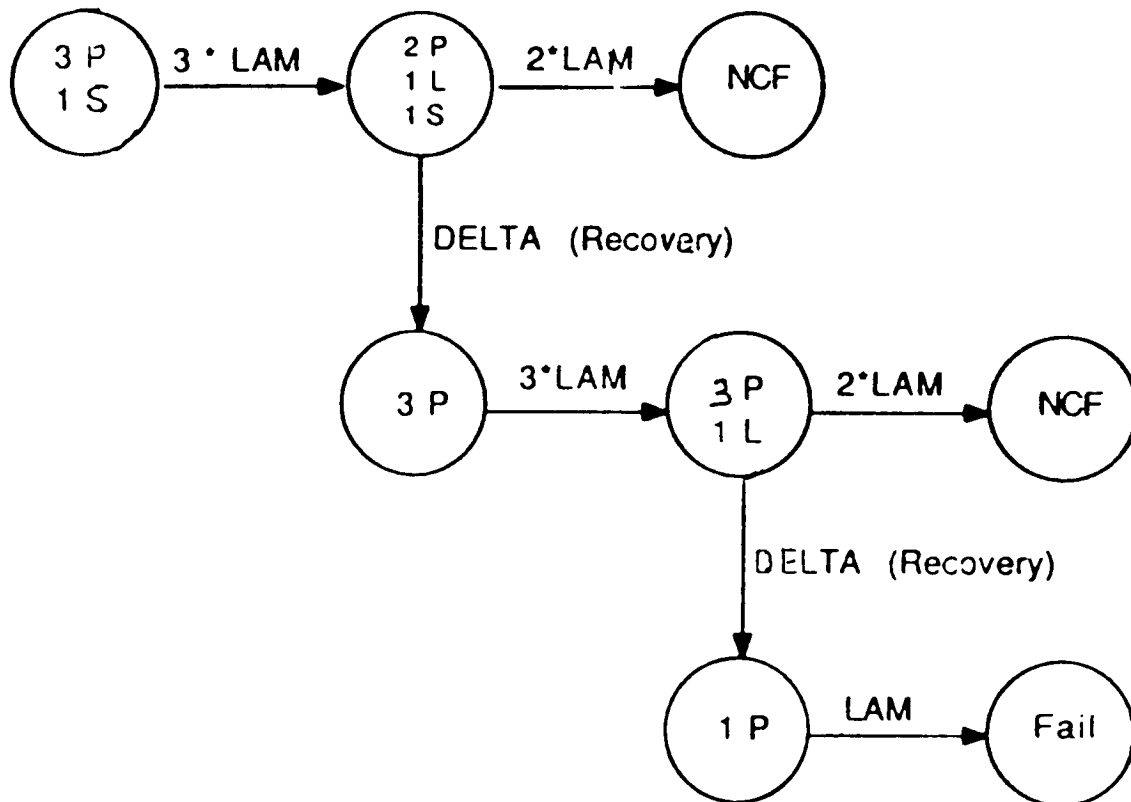 3 P
1 S
3 * LAM
2 P
1 L
1 S
2*LAM
NCF
DELTA (Recovery)
3 P
3*LAM
3 P
1 L
2*LAM
NCF
DELTA (Recovery)
1 P
LAM
Fail